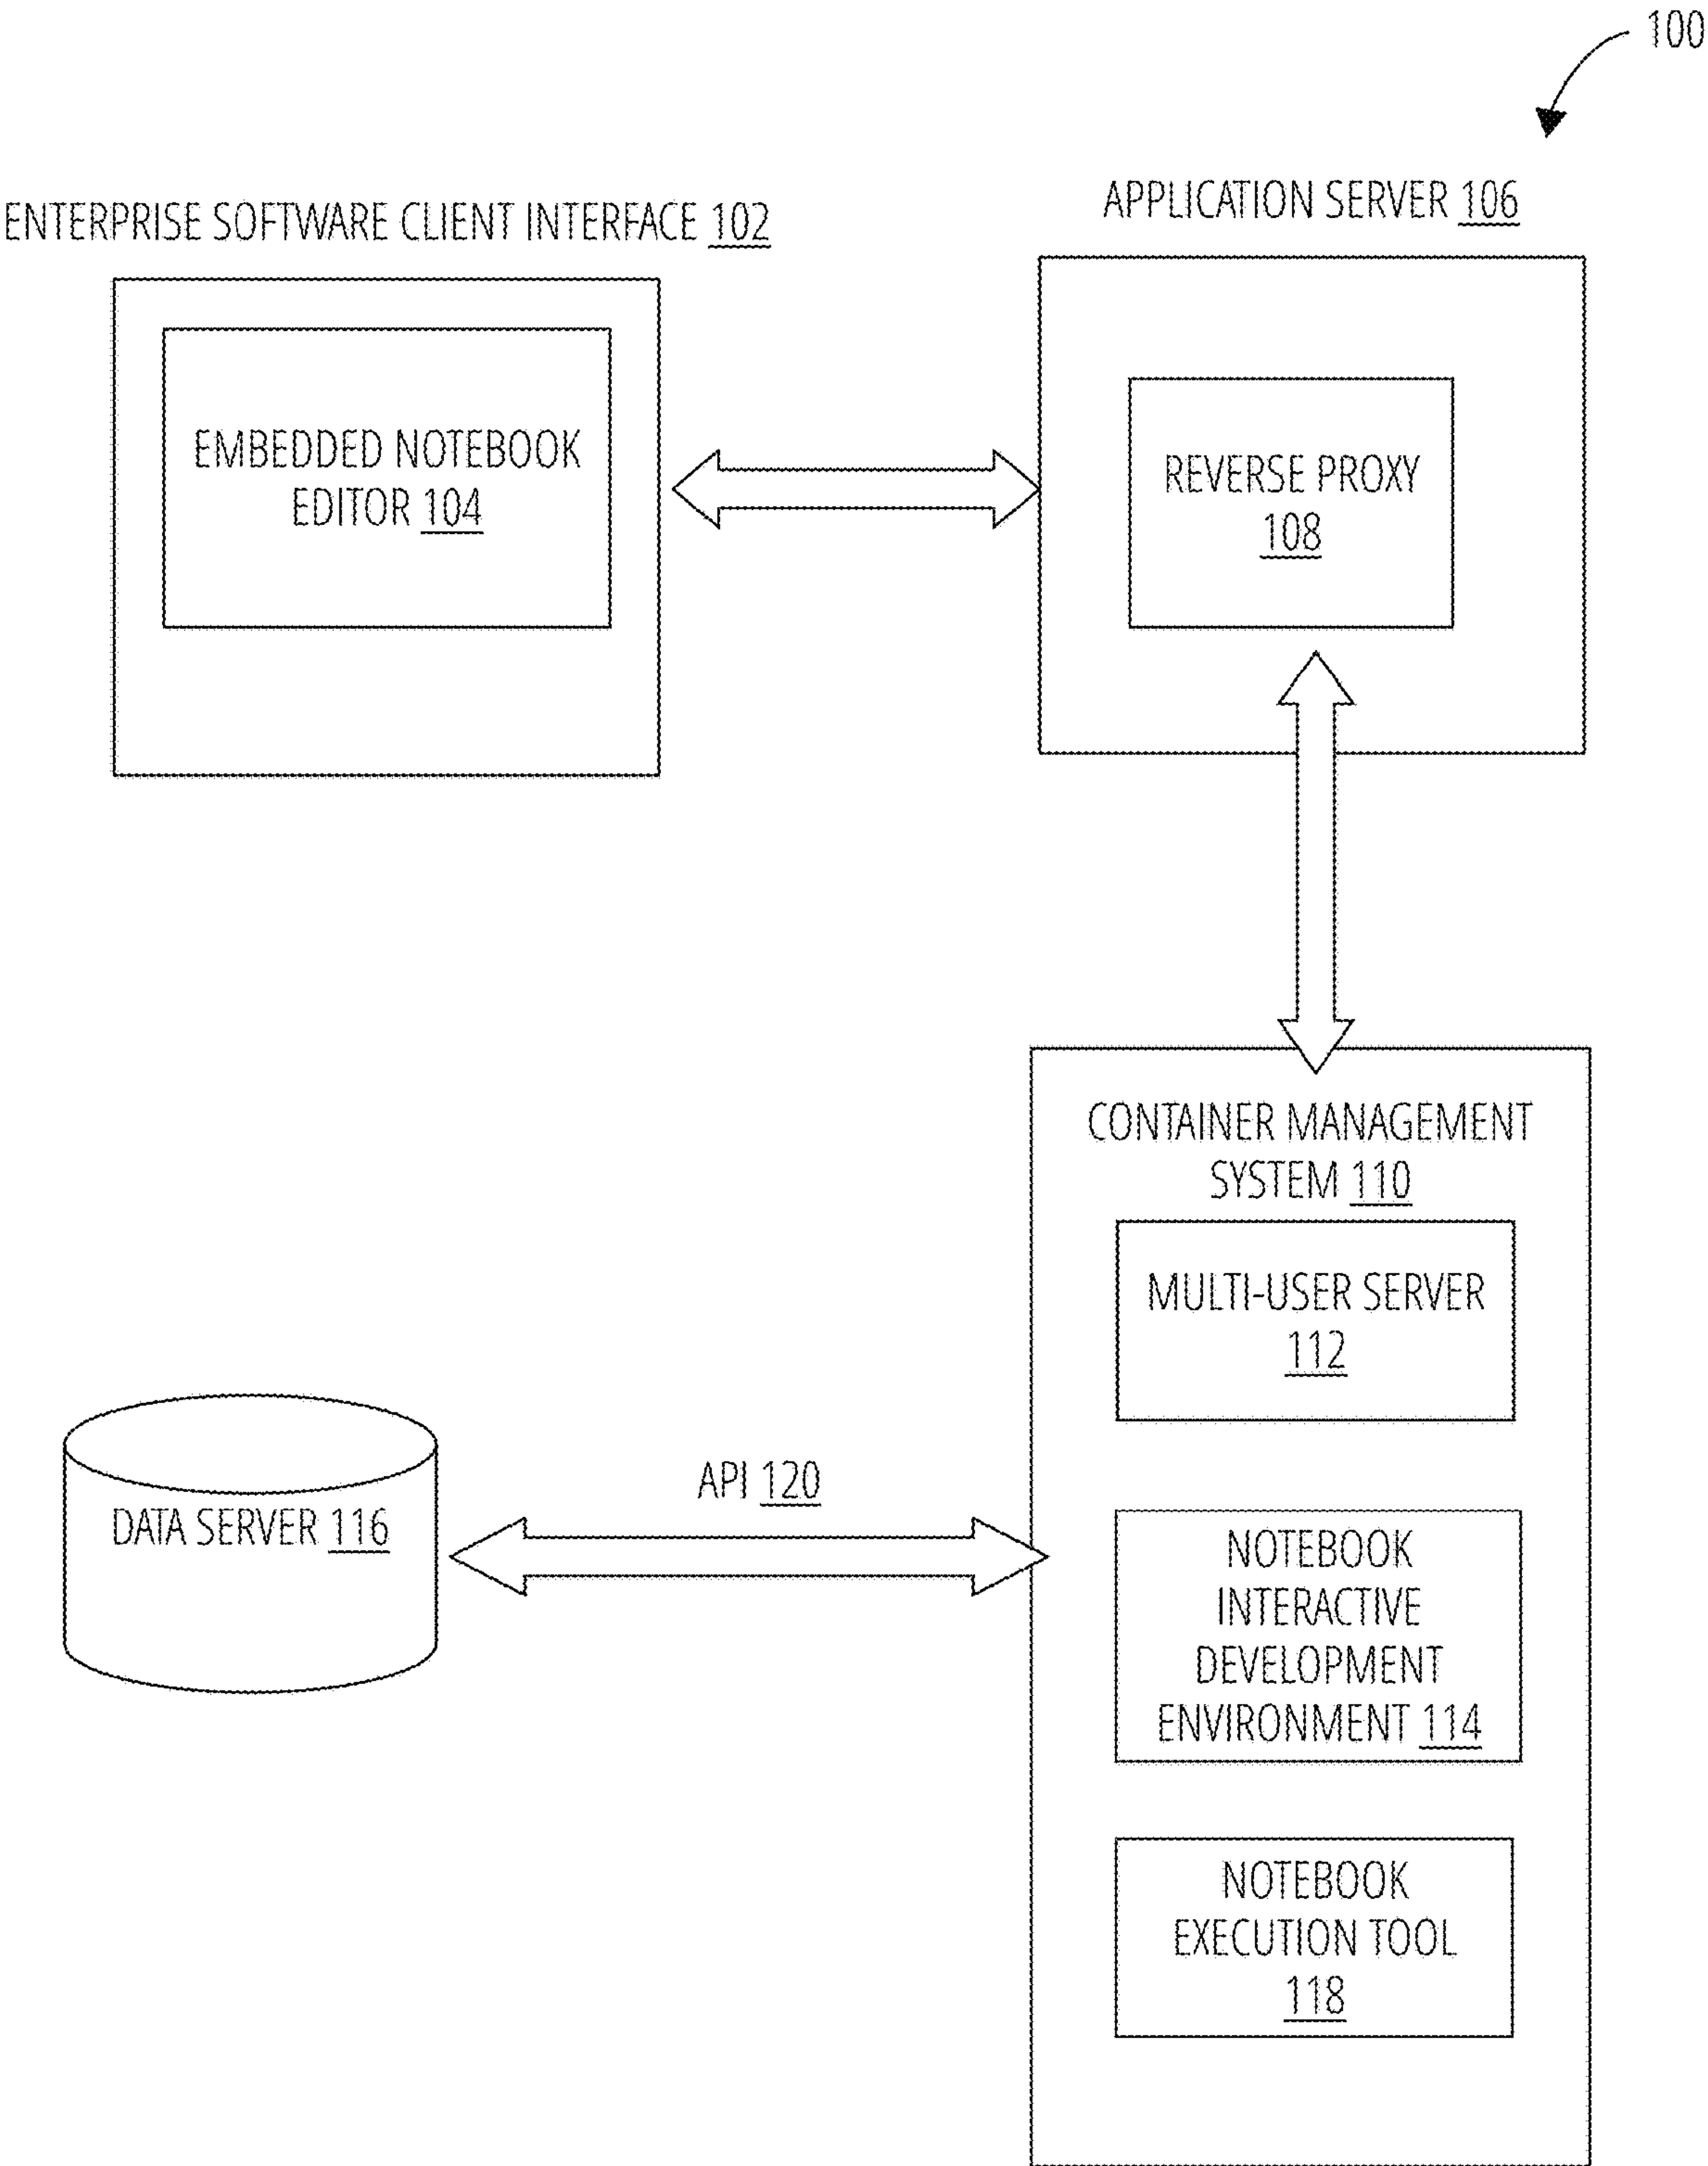 100
ENTERPRISE SOFTWARE CLIENT INTERFACE 102
APPLICATION SERVER 106
EMBEDDED NOTEBOOK
EDITOR 104
REVERSE PROXY
108
CONTAINER MANAGEMENT
SYSTEM 110
MULTI-USER SERVER
112
API 120
DATA SERVER 116
NOTEBOOK
INTERACTIVE
DEVELOPMENT
ENVIRONMENT 114
NOTEBOOK
EXECUTION TOOL
118